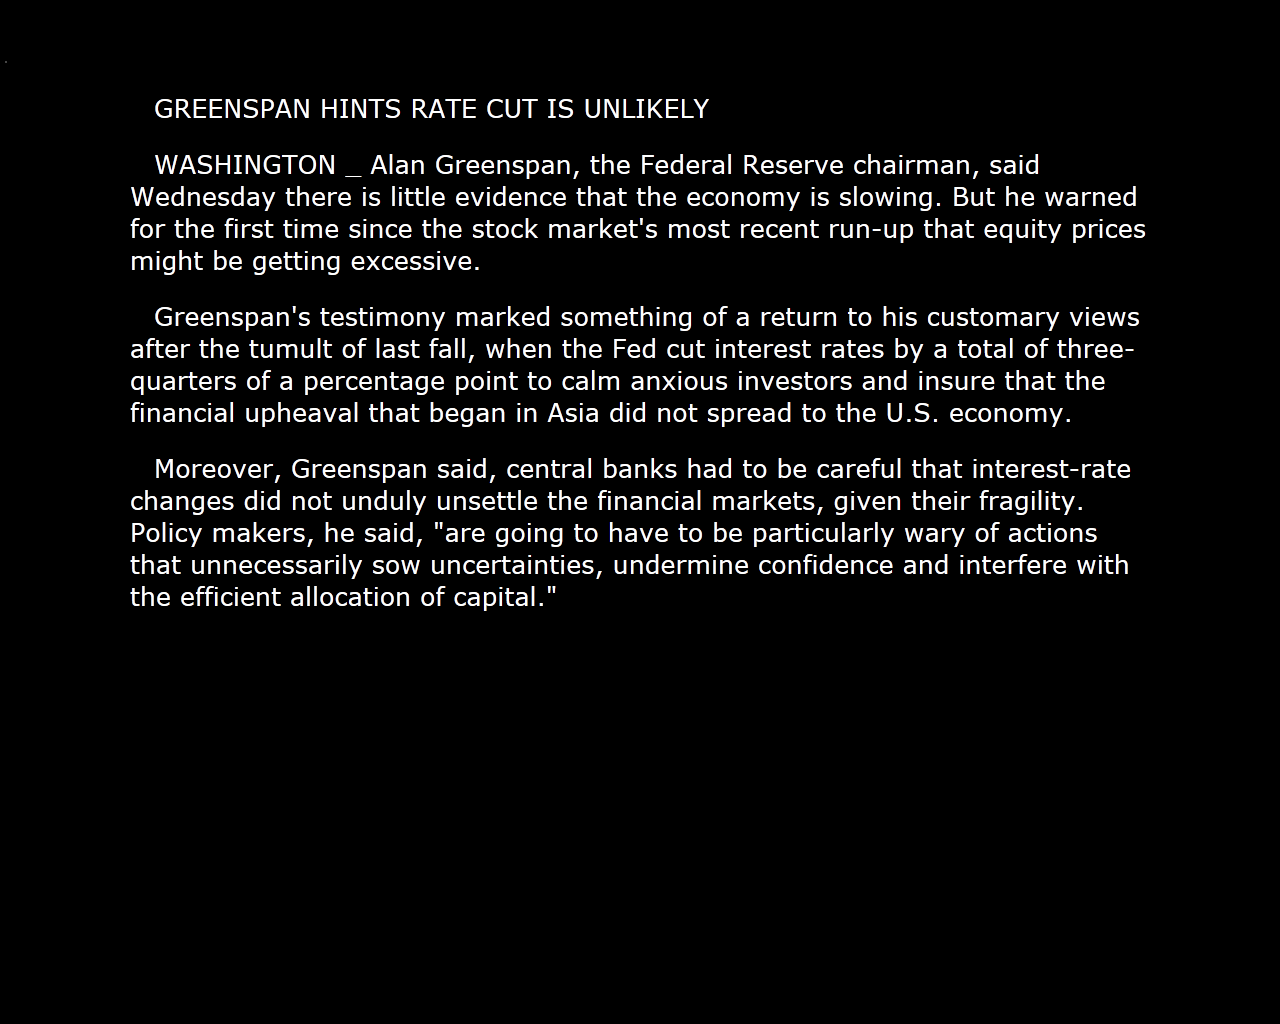 GREENSPAN HINTS RATE CUT IS UNLIKELY
WASHINGTON _ Alan Greenspan, the Federal Reserve chairman, said
Wednesday there is little evidence that the economy is slowing. But he warned
for the first time since the stock market's most recent run-up that equity prices
might be getting excessive.
Greenspan's testimony marked something of a return to his customary views
after the tumult of last fall, when the Fed cut interest rates by a total of three-
quarters of a percentage point to calm anxious investors and insure that the
financial upheaval that began in Asia did not spread to the U.S. economy.
Moreover, Greenspan said, central banks had to be careful that interest-rate
changes did not unduly unsettle the financial markets, given their fragility.
Policy makers, he said, "are going to have to be particularly wary of actions
that unnecessarily sow uncertainties, undermine confidence and interfere with
the efficient allocation of capital."